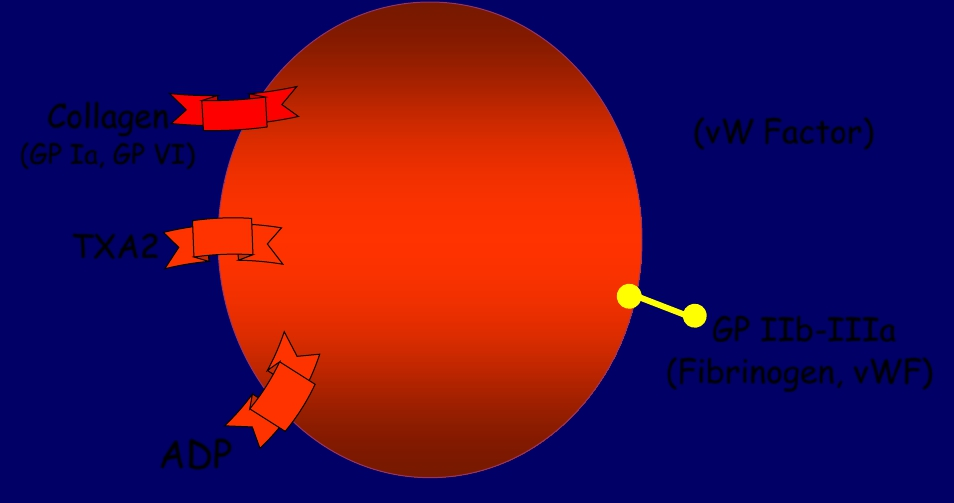 Collagen
(GP Ia, GP VI)
TXA2
ADP
(vW Factor)
GP IIb-IIIa
(Fibrinogen, vWF)